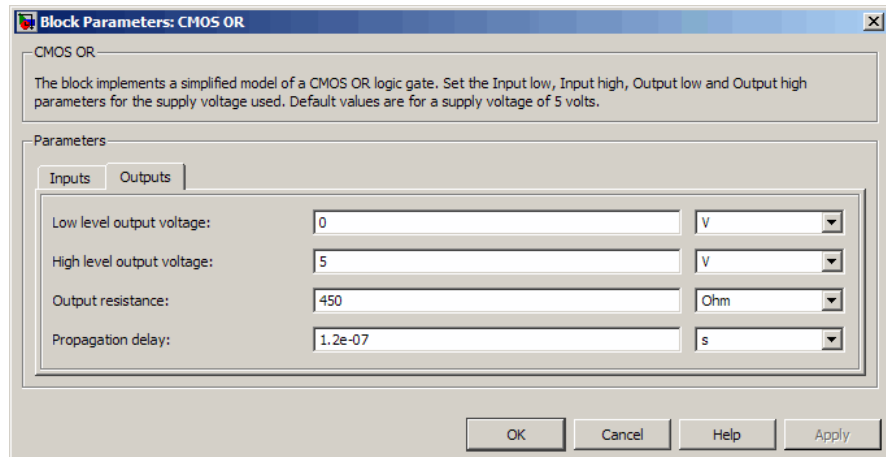 Block Parameters: CMOS OR
CMOS OR
The block implements a simplified model of a CMOS OR logic gate. Set the Input low, Input high, Output low and Output high
parameters for the supply voltage used. Default values are for a supply voltage of 5 volts.
Parameters
Inputs Outputs
Low level output voltage: 0 V
High level output voltage: 5 V
Output resistance: 450 Ohm
Propagation delay: 1.2e-07 s
OK Cancel Help Apply